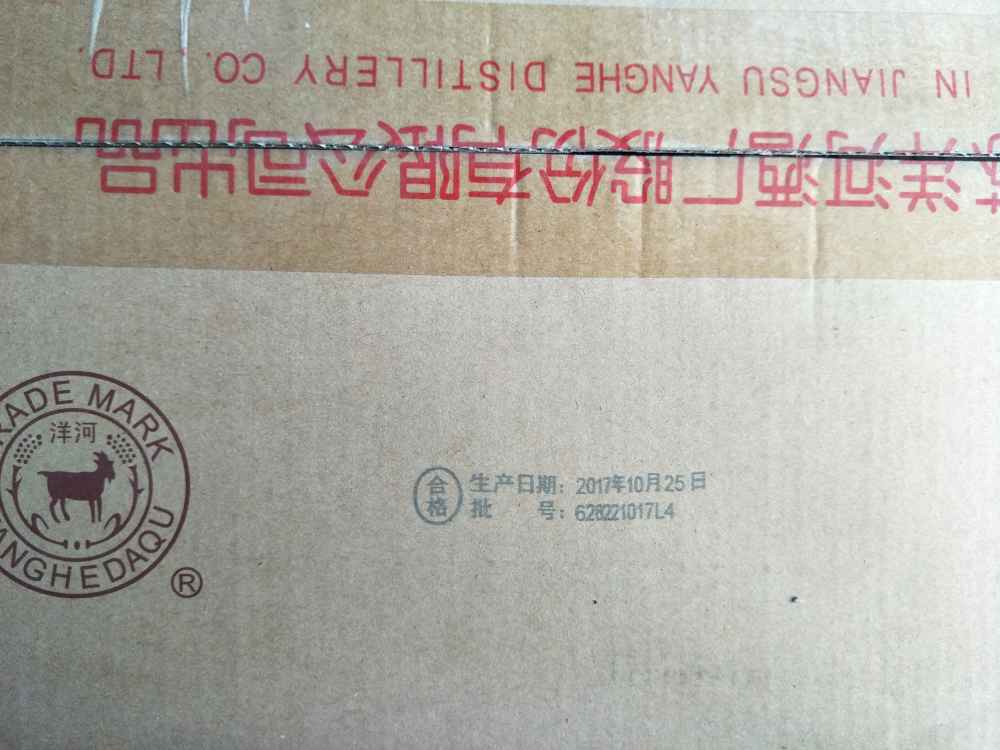 IN JIANGSU YANGHE DISTILLERY CO. LTD.
洋河酒厂股份有限公司出品
TRADE MARK
洋河
YANGHEDAQU
®
合格
生产日期：2017年10月25日
批 号：628221017L4